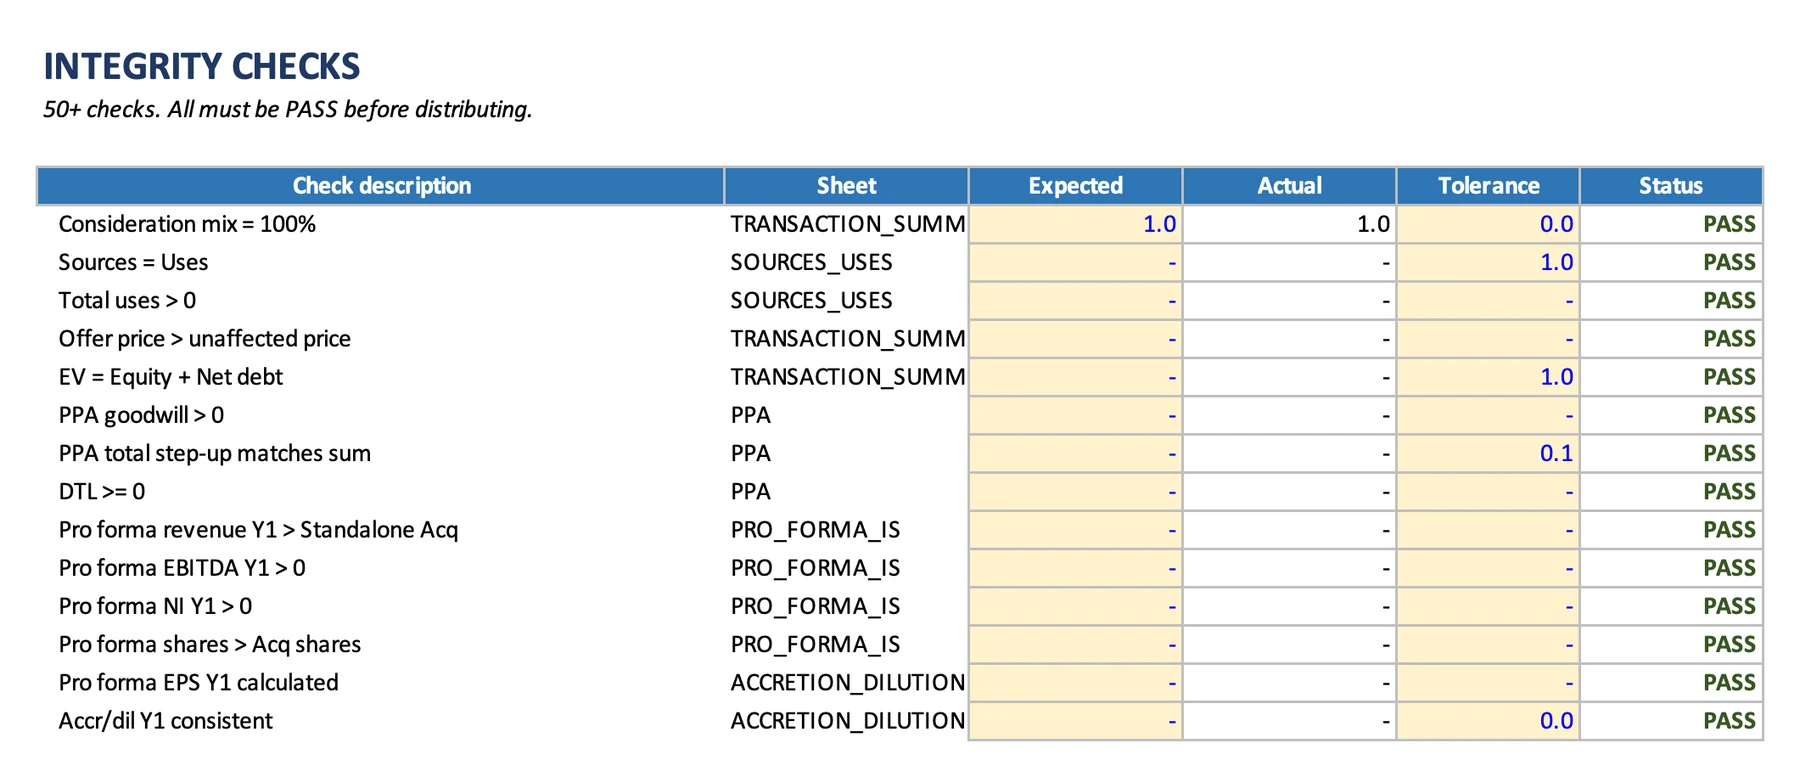 INTEGRITY CHECKS
50+ checks. All must be PASS before distributing.
Check description Sheet Expected Actual Tolerance Status
Consideration mix = 100% TRANSACTION_SUMM 1.0 1.0 0.0 PASS
Sources = Uses SOURCES_USES - - 1.0 PASS
Total uses > 0 SOURCES_USES - - - PASS
Offer price > unaffected price TRANSACTION_SUMM - - - PASS
EV = Equity + Net debt TRANSACTION_SUMM - - 1.0 PASS
PPA goodwill > 0 PPA - - - PASS
PPA total step-up matches sum PPA - - 0.1 PASS
DTL >= 0 PPA - - - PASS
Pro forma revenue Y1 > Standalone Acq PRO_FORMA_IS - - - PASS
Pro forma EBITDA Y1 > 0 PRO_FORMA_IS - - - PASS
Pro forma NI Y1 > 0 PRO_FORMA_IS - - - PASS
Pro forma shares > Acq shares PRO_FORMA_IS - - - PASS
Pro forma EPS Y1 calculated ACCRETION_DILUTION - - - PASS
Accr/dil Y1 consistent ACCRETION_DILUTION - - 0.0 PASS